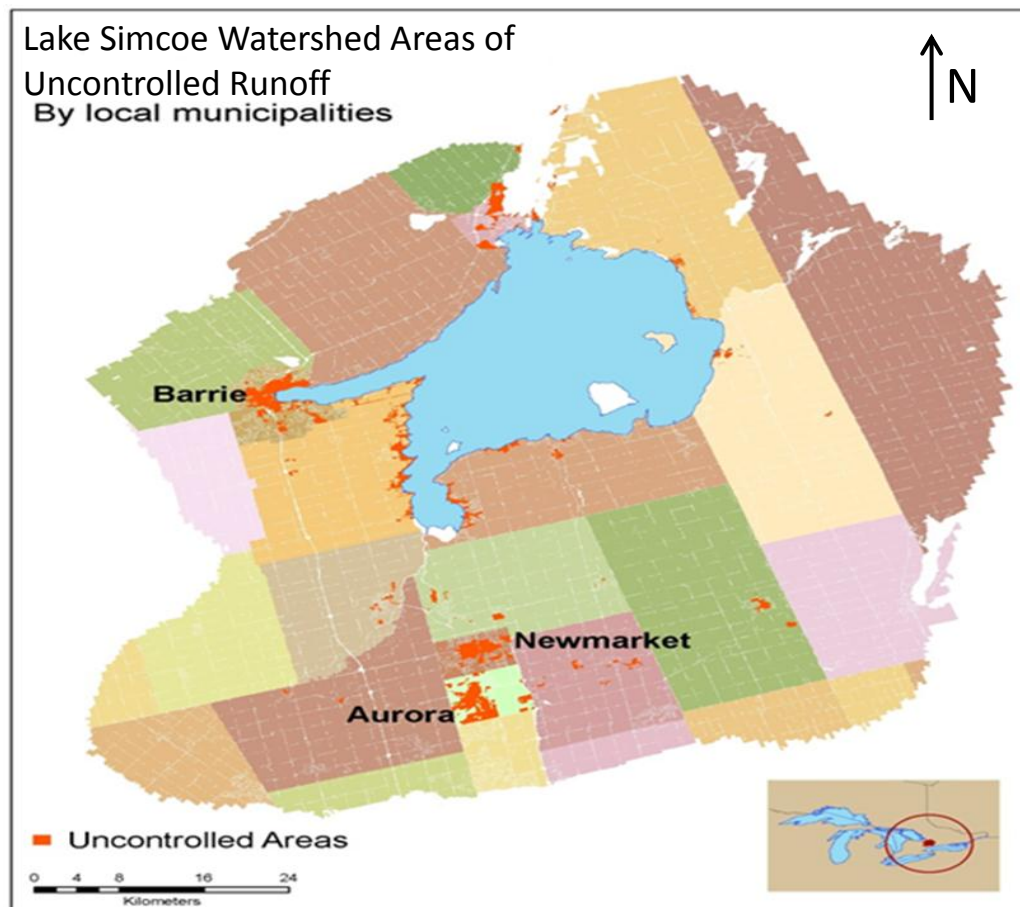 Lake Simcoe Watershed Areas of
Uncontrolled Runoff
By local municipalities
N
Barrie
Newmarket
Aurora
Uncontrolled Areas
0 4 8 16 24
Kilometers